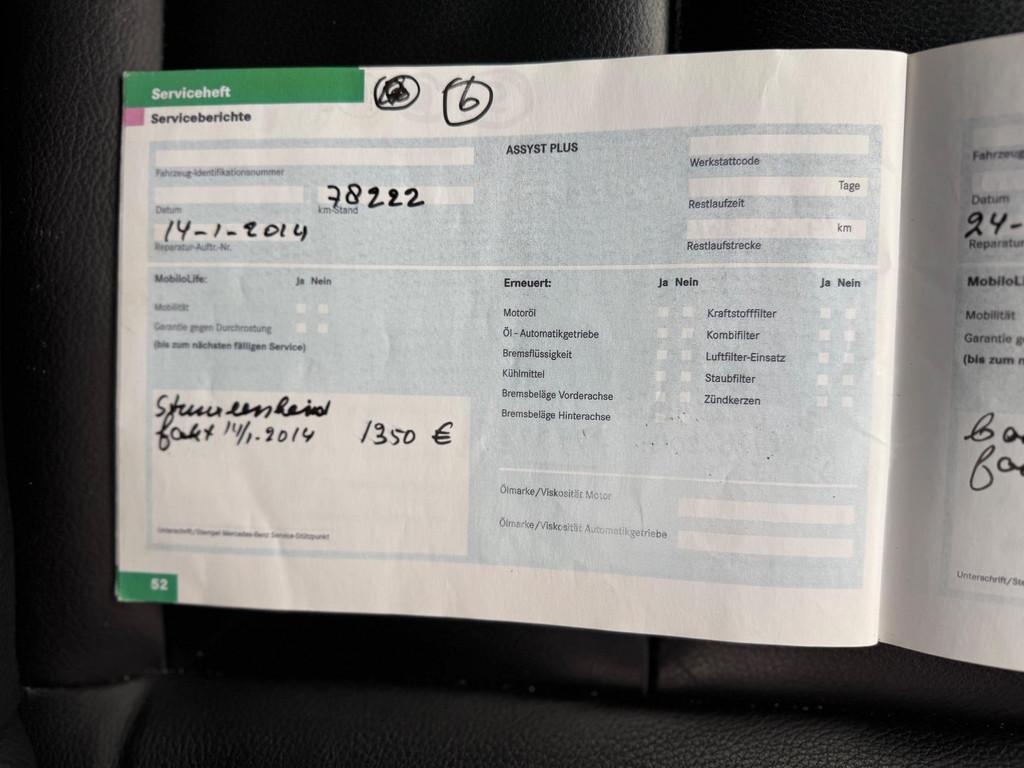 Serviceheft
6
Serviceberichte
Fahrzeug-Identifikationsnummer
78222
Datum
km-Stand
14-1-2014
Reparatur-Auftr.-Nr.
ASSYST PLUS
Werkstattcode
Tage
Restlaufzeit
km
Restlaufstrecke
MobiloLife: Ja Nein
Mobilität
Garantie gegen Durchrostung
(bis zum nächsten fälligen Service)
Erneuert: Ja Nein Ja Nein
Motoröl Kraftstofffilter
Öl - Automatikgetriebe Kombifilter
Bremsflüssigkeit Luftfilter-Einsatz
Kühlmittel Staubfilter
Bremsbeläge Vorderachse Zündkerzen
Bremsbeläge Hinterachse
fakt 14/1-2014 1350 €
Unterschrift/Stempel Mercedes-Benz Service-Stützpunkt
Ölmarke/Viskosität Motor
Ölmarke/Viskosität Automatikgetriebe
52
Fahrzeug
Datum
24-
Reparatur
MobiloLi
Mobilität
Garantie ge
(bis zum n
Unterschrift/Ste